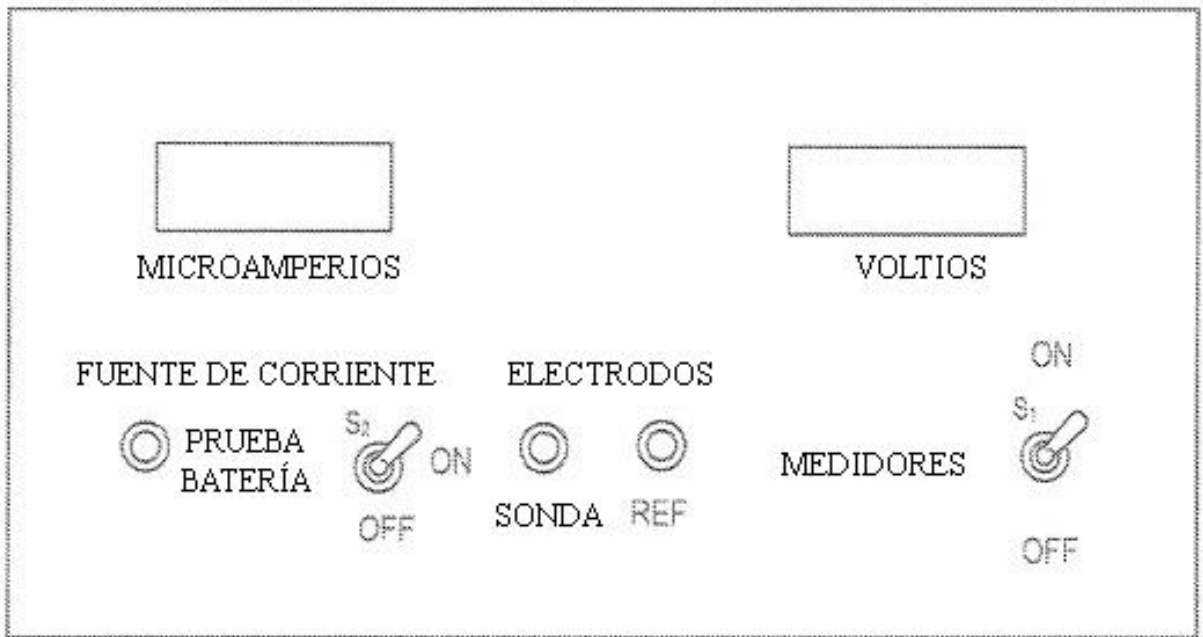 MICROAMPERIOS
VOLTIOS
FUENTE DE CORRIENTE
ELECTRODOS
ON
S₂
S₁
PRUEBA
BATERÍA
ON
MEDIDORES
OFF
SONDA
REF
OFF